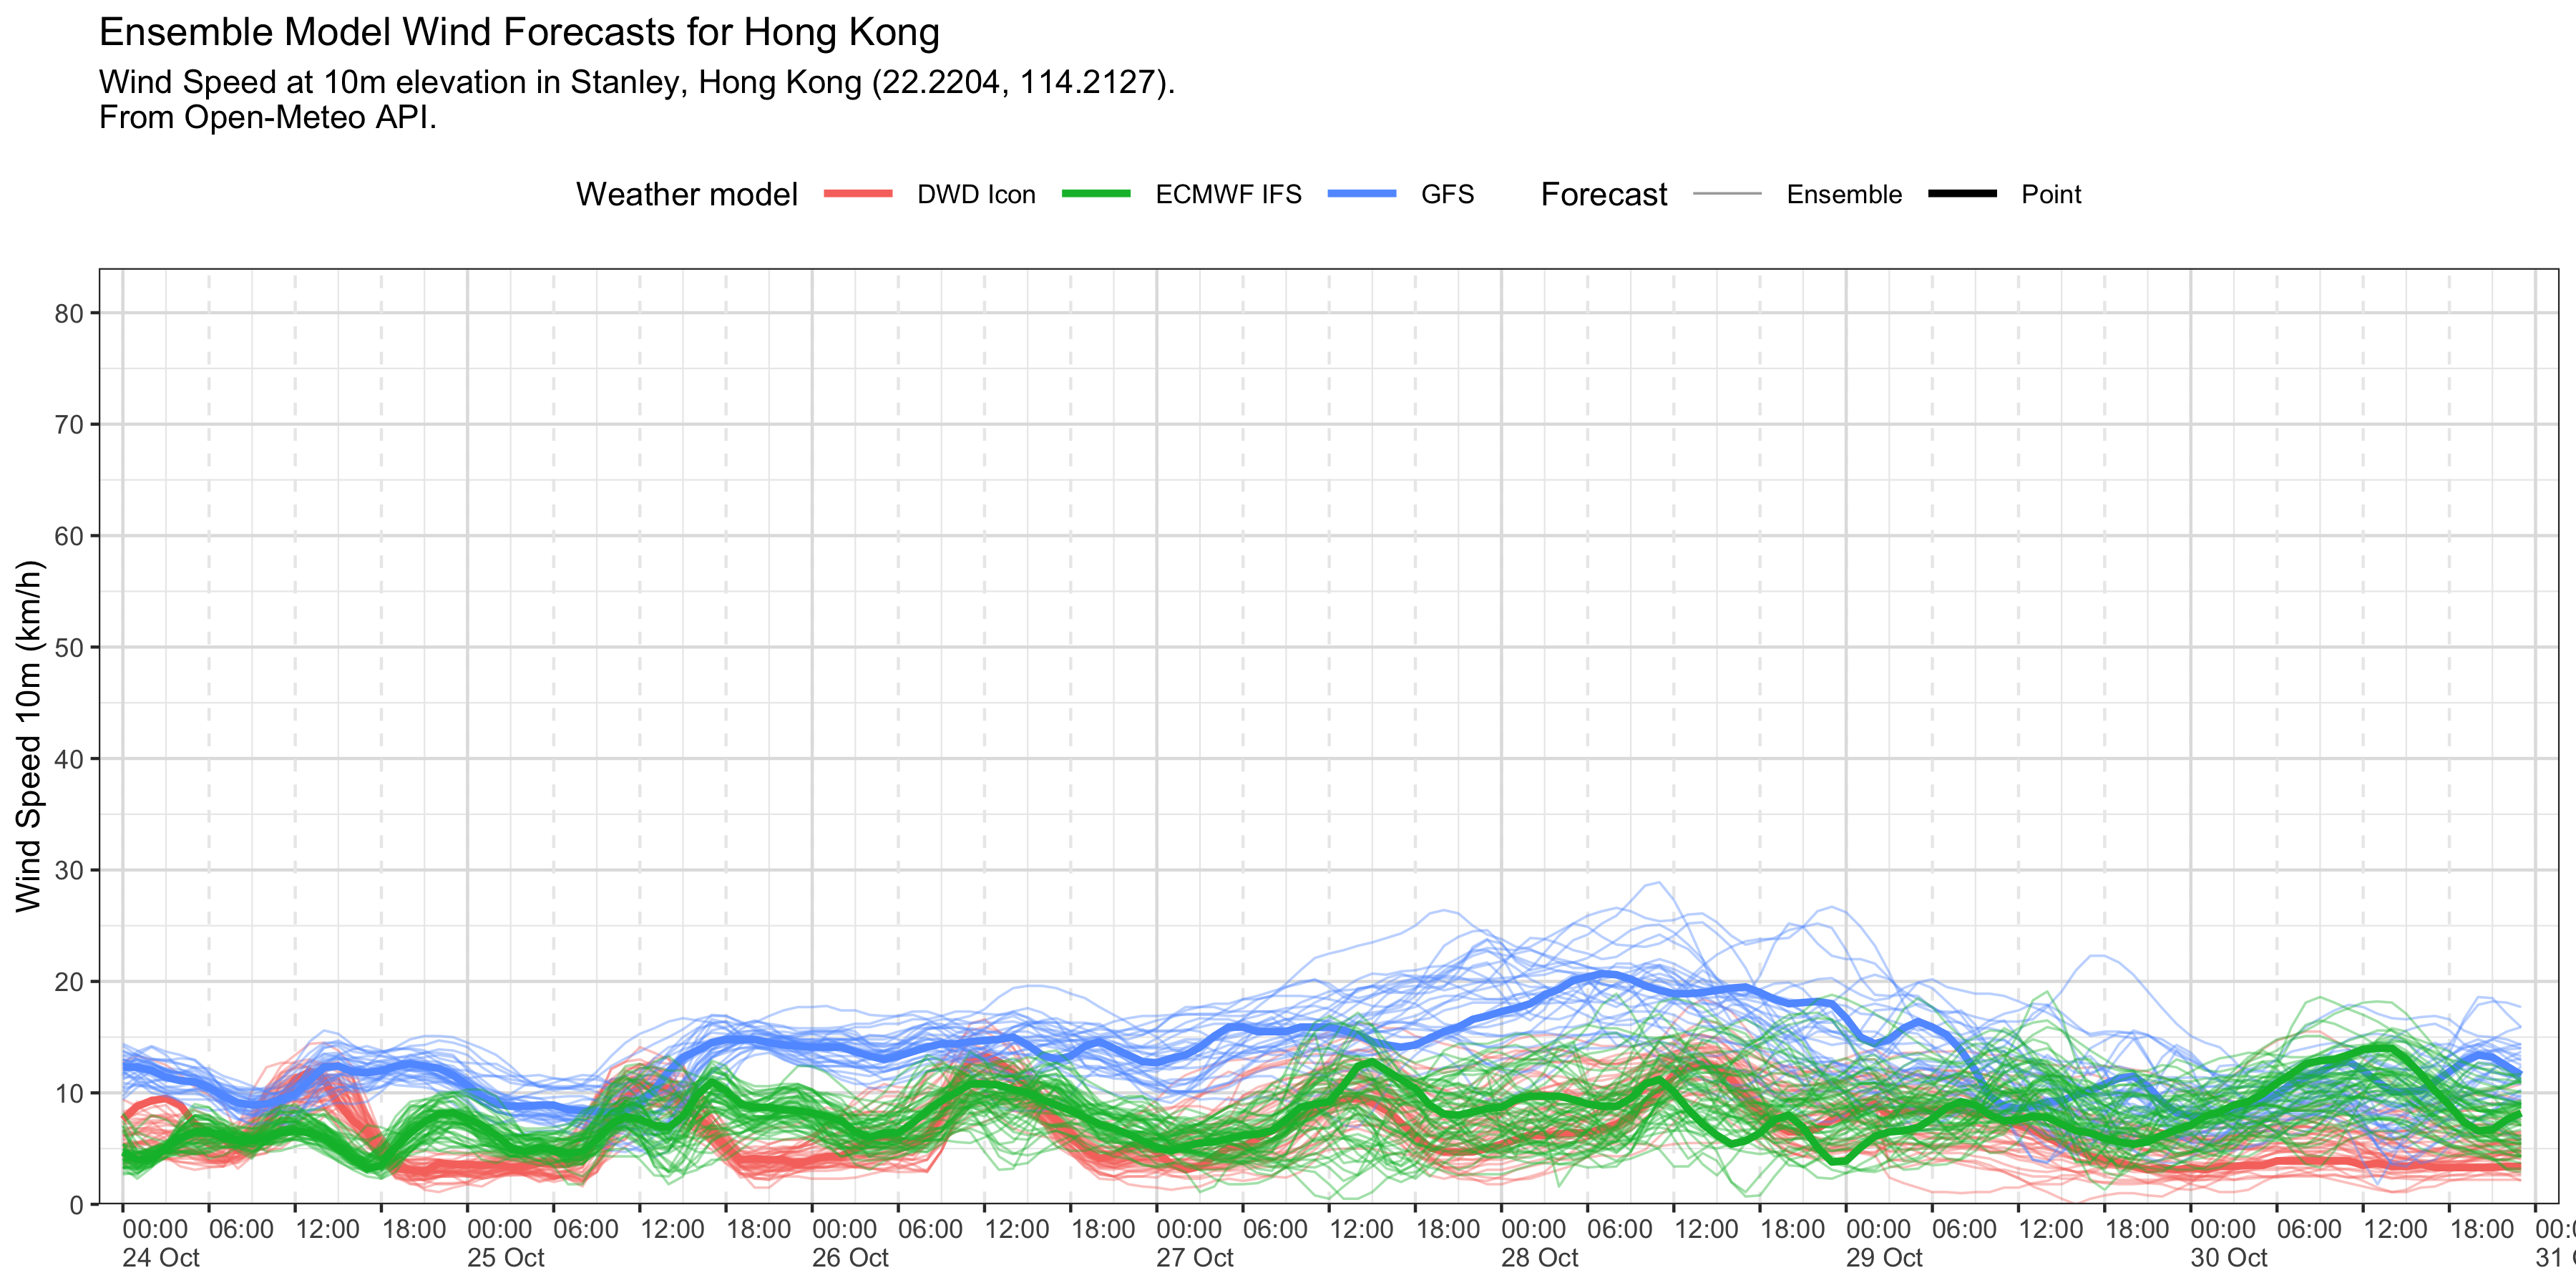 Ensemble Model Wind Forecasts for Hong Kong
Wind Speed at 10m elevation in Stanley, Hong Kong (22.2204, 114.2127).
From Open-Meteo API.
Weather model DWD Icon ECMWF IFS GFS Forecast Ensemble Point
Wind Speed 10m (km/h)
80
70
60
50
40
30
20
10
0
00:00 06:00 12:00 18:00 00:00 06:00 12:00 18:00 00:00 06:00 12:00 18:00 00:00 06:00 12:00 18:00 00:00 06:00 12:00 18:00 00:00 06:00 12:00 18:00 00:00 06:00 12:00 18:00
24 Oct 25 Oct 26 Oct 27 Oct 28 Oct 29 Oct 30 Oct 31